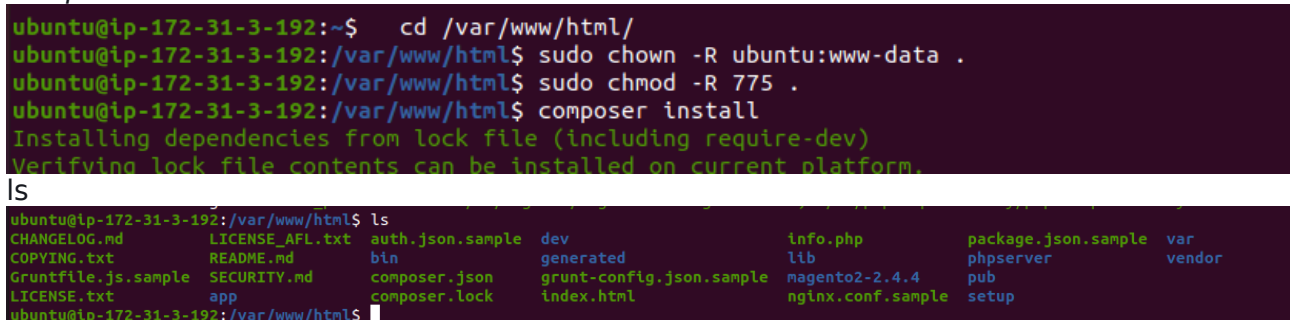 ubuntu@ip-172-31-3-192:~$   cd /var/www/html/
ubuntu@ip-172-31-3-192:/var/www/html$ sudo chown -R ubuntu:www-data .
ubuntu@ip-172-31-3-192:/var/www/html$ sudo chmod -R 775 .
ubuntu@ip-172-31-3-192:/var/www/html$ composer install
Installing dependencies from lock file (including require-dev)
Verifying lock file contents can be installed on current platform.
ls
ubuntu@ip-172-31-3-192:/var/www/html$ ls
CHANGELOG.md LICENSE_AFL.txt auth.json.sample dev info.php package.json.sample var
COPYING.txt README.md bin generated lib phpserver vendor
Gruntfile.js.sample SECURITY.md composer.json grunt-config.json.sample magento2-2.4.4 pub
LICENSE.txt app composer.lock index.html nginx.conf.sample setup
ubuntu@ip-172-31-3-192:/var/www/html$